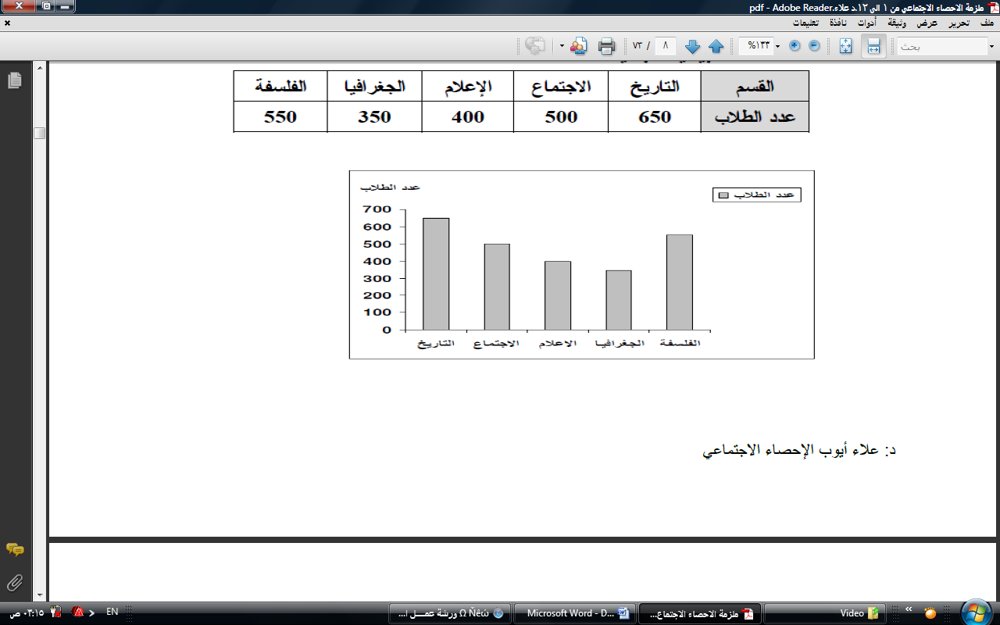 ملزمة الاحصاء الاجتماعي من ١ الى ١٢.د علاء.pdf - Adobe Reader
ملف تحرير عرض وثيقة أدوات نافذة تعليمات
بحث
%١٣٣
٨ / ٧٣
القسم التاريخ الاجتماع الإعلام الجغرافيا الفلسفة
عدد الطلاب 650 500 400 350 550
عدد الطلاب
عدد الطلاب
700
600
500
400
300
200
100
0
التاريخ الاجتماع الاعلام الجغرافيا الفلسفة
د: علاء أيوب الإحصاء الاجتماعي
Video
ملزمة الاحصاء الاجتماع...
Microsoft Word - D...
Ω Ñêώ ورشة عمـــل ا...
EN
٠٣:١٥ ص